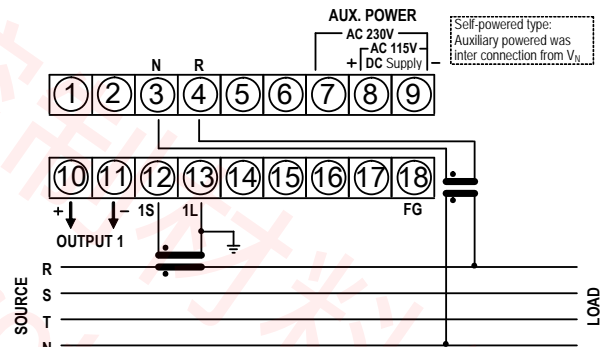 AUX. POWER
AC 230V
AC 115V
+ DC Supply −
Self-powered type:
Auxiliary powered was
inter connection from VN
N R
1 2 3 4 5 6 7 8 9
10 11 12 13 14 15 16 17 18
+ − 1S 1L FG
OUTPUT 1
SOURCE
R
S
T
N
LOAD